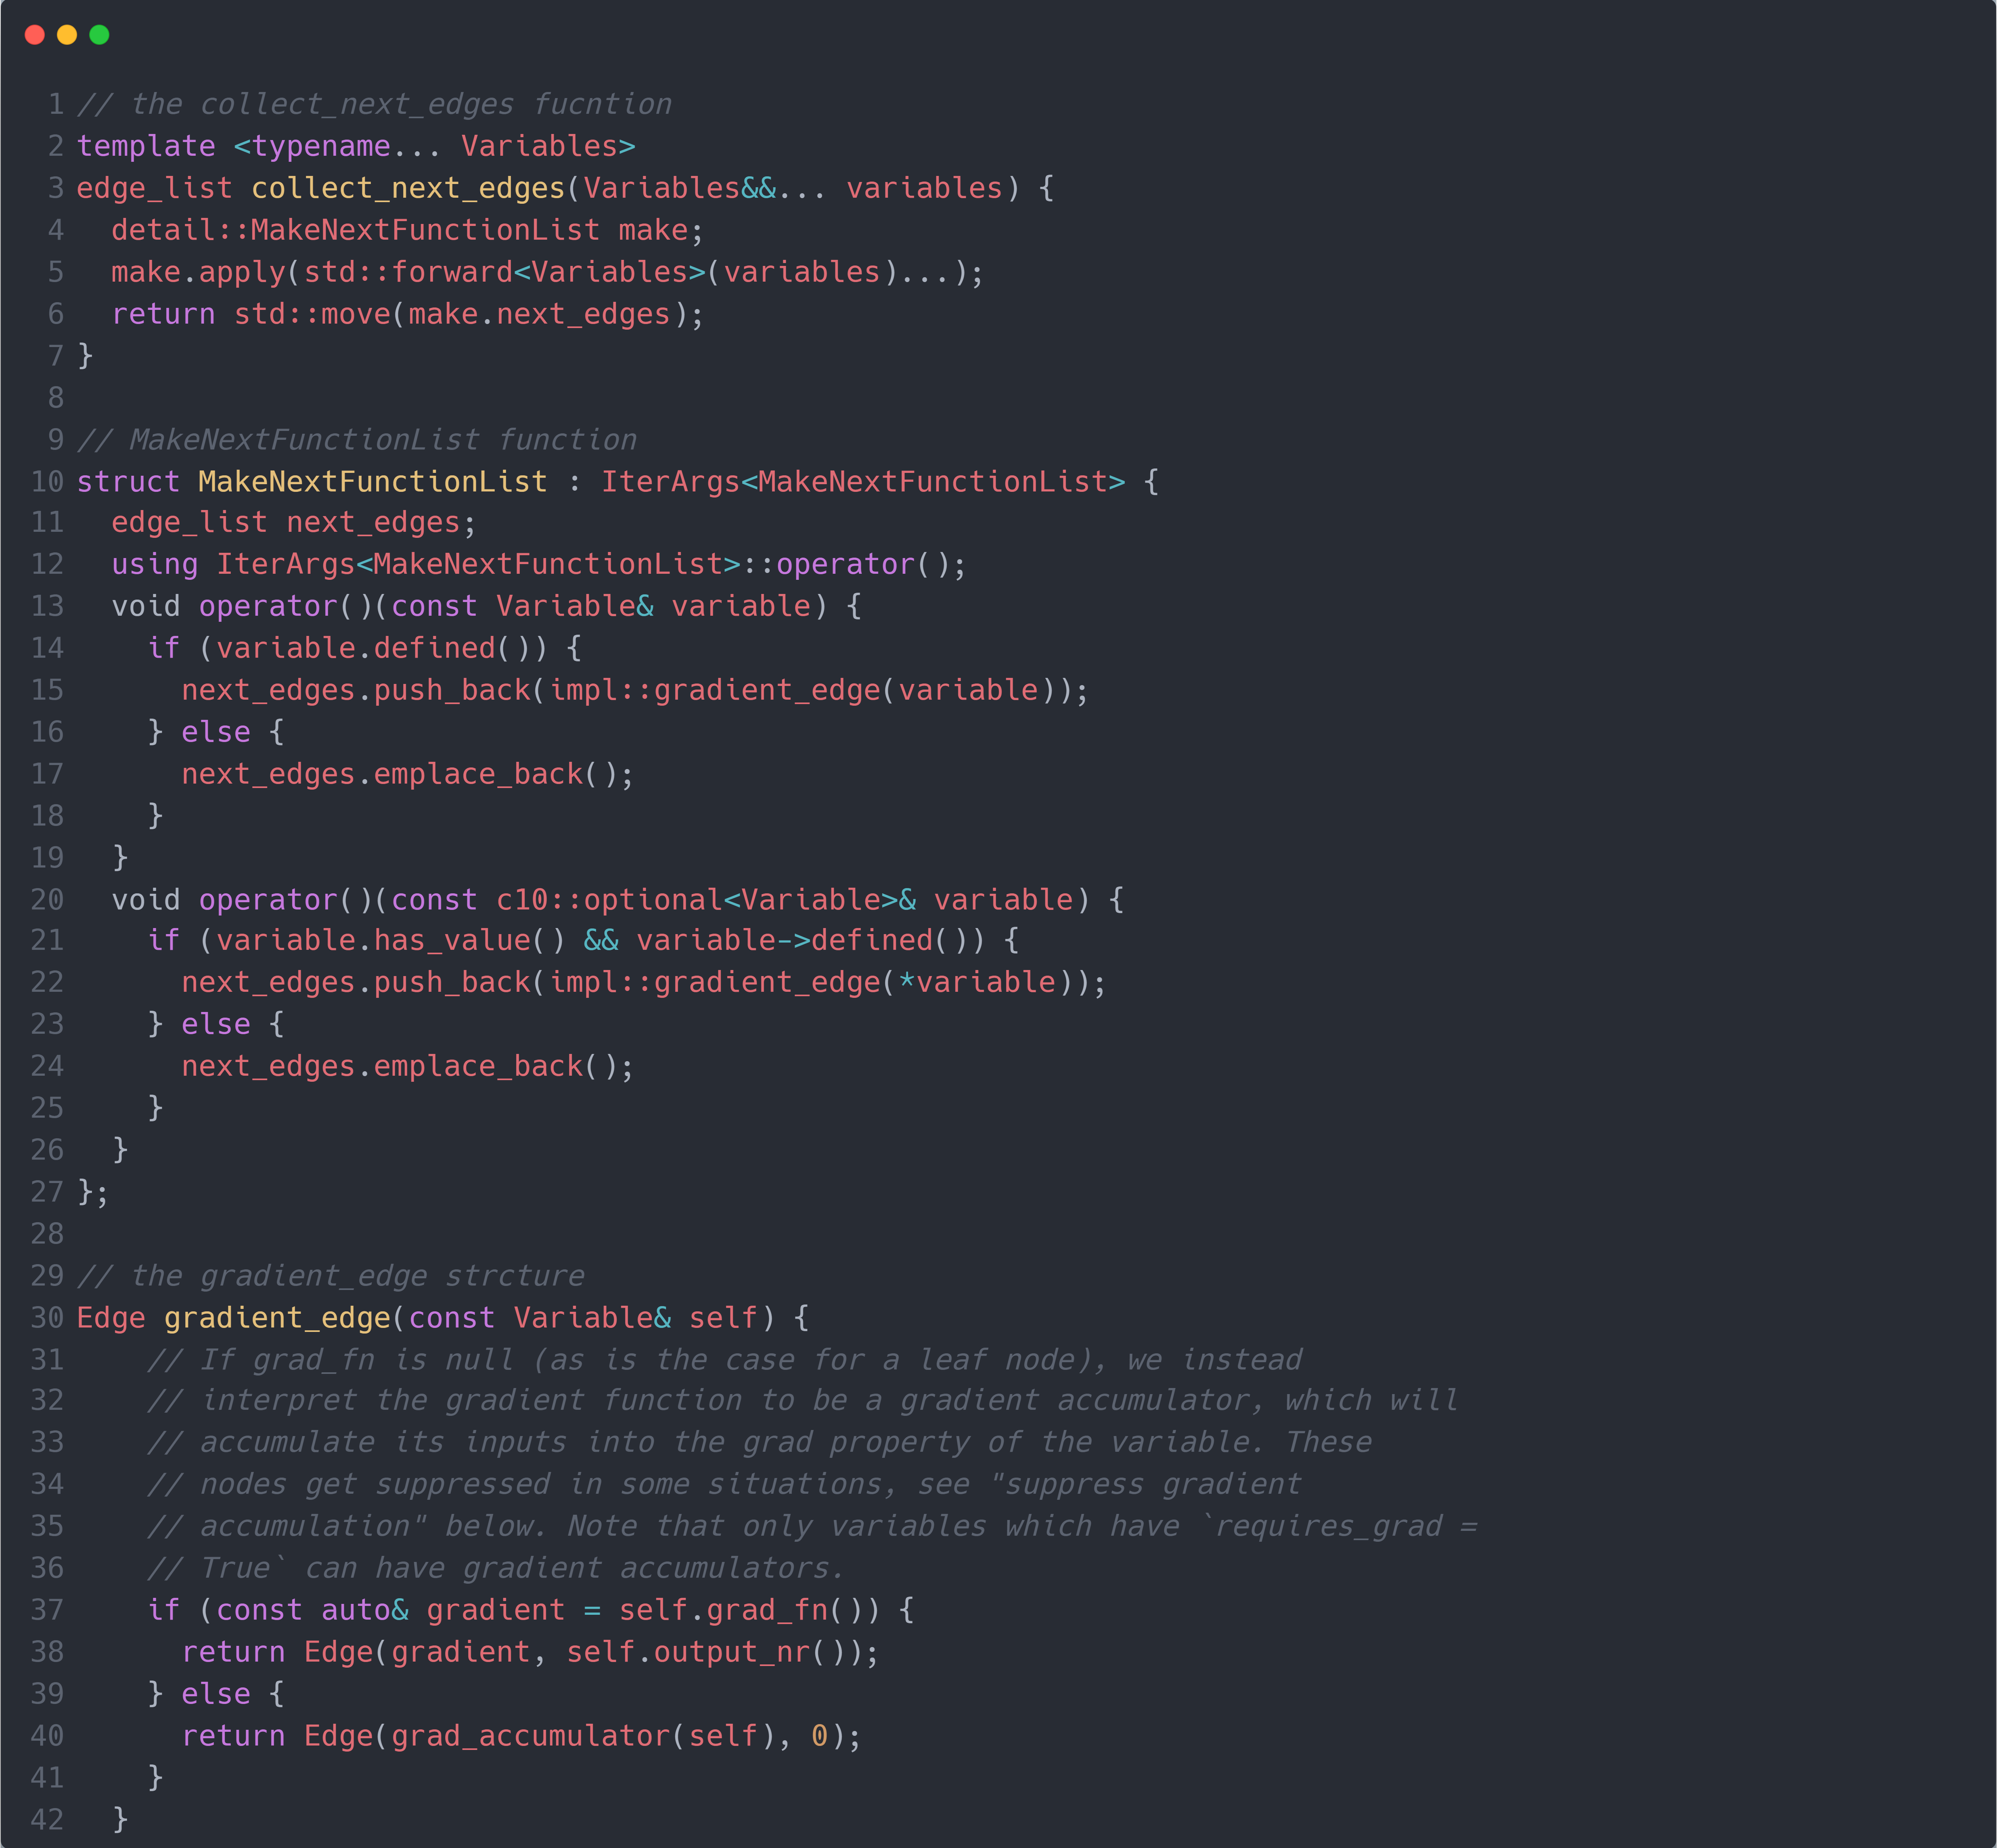 1 // the collect_next_edges fucntion
2 template <typename... Variables>
3 edge_list collect_next_edges(Variables&&... variables) {
4   detail::MakeNextFunctionList make;
5   make.apply(std::forward<Variables>(variables)...);
6   return std::move(make.next_edges);
7 }
8
9 // MakeNextFunctionList function
10 struct MakeNextFunctionList : IterArgs<MakeNextFunctionList> {
11   edge_list next_edges;
12   using IterArgs<MakeNextFunctionList>::operator();
13   void operator()(const Variable& variable) {
14     if (variable.defined()) {
15       next_edges.push_back(impl::gradient_edge(variable));
16     } else {
17       next_edges.emplace_back();
18     }
19   }
20   void operator()(const c10::optional<Variable>& variable) {
21     if (variable.has_value() && variable->defined()) {
22       next_edges.push_back(impl::gradient_edge(*variable));
23     } else {
24       next_edges.emplace_back();
25     }
26   }
27 };
28
29 // the gradient_edge strcture
30 Edge gradient_edge(const Variable& self) {
31     // If grad_fn is null (as is the case for a leaf node), we instead
32     // interpret the gradient function to be a gradient accumulator, which will
33     // accumulate its inputs into the grad property of the variable. These
34     // nodes get suppressed in some situations, see "suppress gradient
35     // accumulation" below. Note that only variables which have `requires_grad =
36     // True` can have gradient accumulators.
37     if (const auto& gradient = self.grad_fn()) {
38       return Edge(gradient, self.output_nr());
39     } else {
40       return Edge(grad_accumulator(self), 0);
41     }
42   }